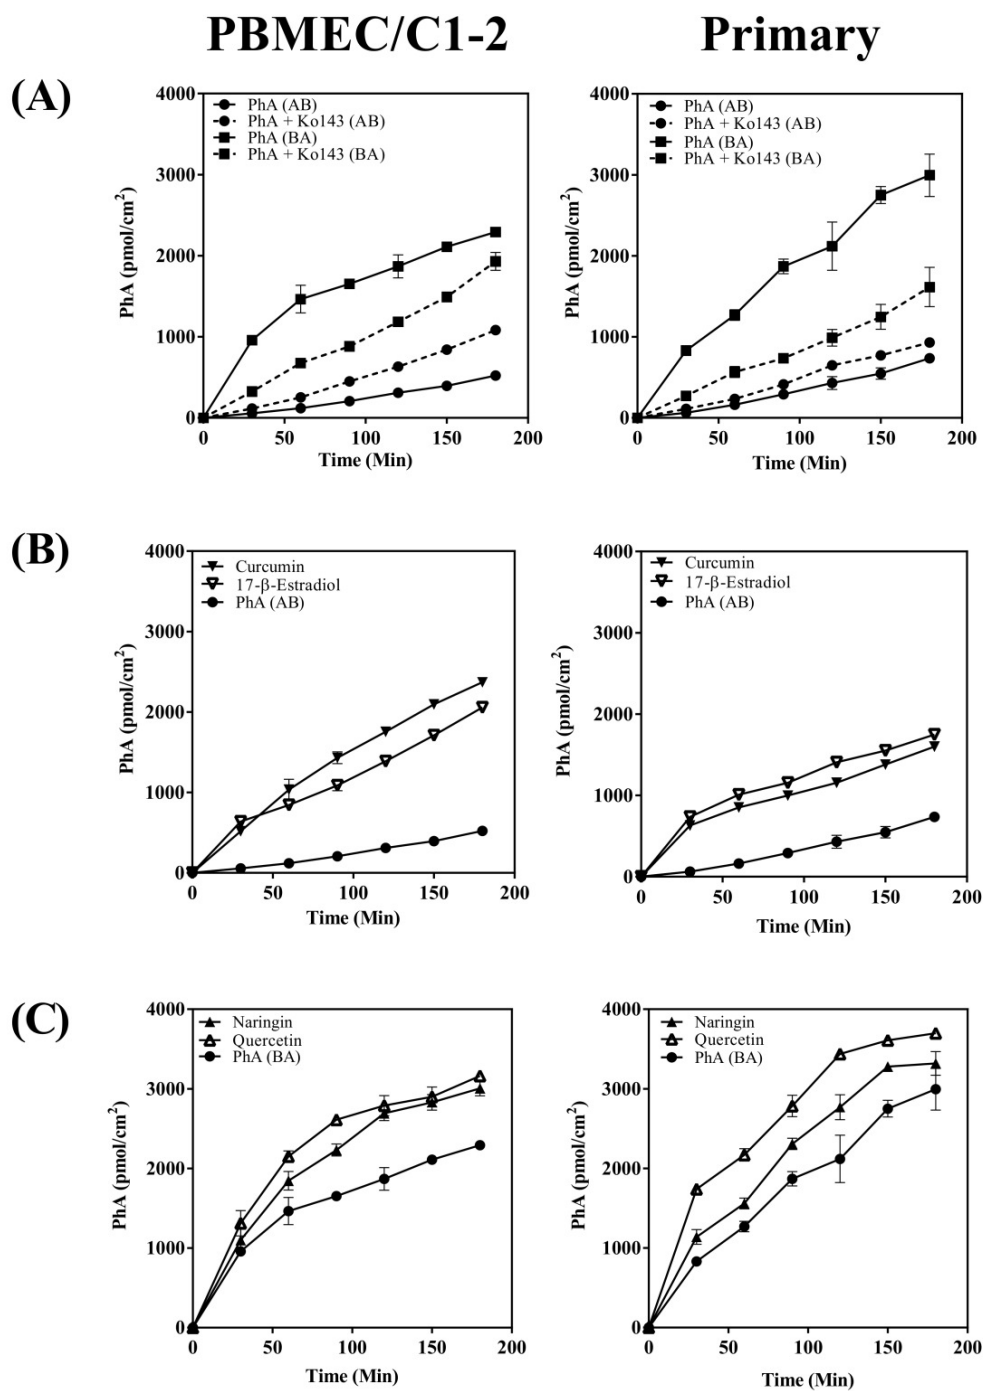 PBMEC/C1-2
Primary
(A)
4000
3000
2000
1000
0
PhA (pmol/cm²)
PhA (AB)
PhA + Ko143 (AB)
PhA (BA)
PhA + Ko143 (BA)
0 50 100 150 200
Time (Min)
4000
3000
2000
1000
0
PhA (pmol/cm²)
PhA (AB)
PhA + Ko143 (AB)
PhA (BA)
PhA + Ko143 (BA)
0 50 100 150 200
Time (Min)
(B)
4000
3000
2000
1000
0
PhA (pmol/cm²)
Curcumin
17-β-Estradiol
PhA (AB)
0 50 100 150 200
Time (Min)
4000
3000
2000
1000
0
PhA (pmol/cm²)
Curcumin
17-β-Estradiol
PhA (AB)
0 50 100 150 200
Time (Min)
(C)
4000
3000
2000
1000
0
PhA (pmol/cm²)
Naringin
Quercetin
PhA (BA)
0 50 100 150 200
Time (Min)
4000
3000
2000
1000
0
PhA (pmol/cm²)
Naringin
Quercetin
PhA (BA)
0 50 100 150 200
Time (Min)